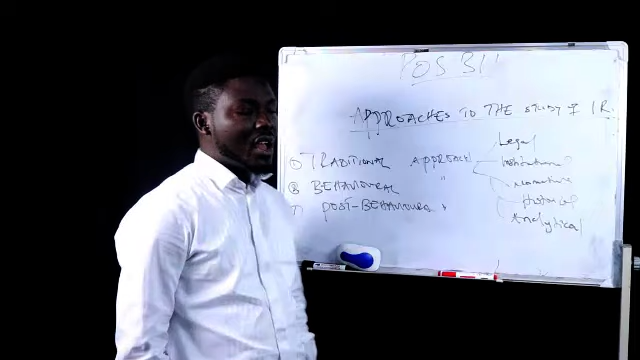 POS 311
APPROACHES TO THE STUDY OF I R.
① TRADITIONAL APPROACH
Legal
Institutional
Normative
Historical
Analytical
② BEHAVIOURAL "
POST-BEHAVIOURAL